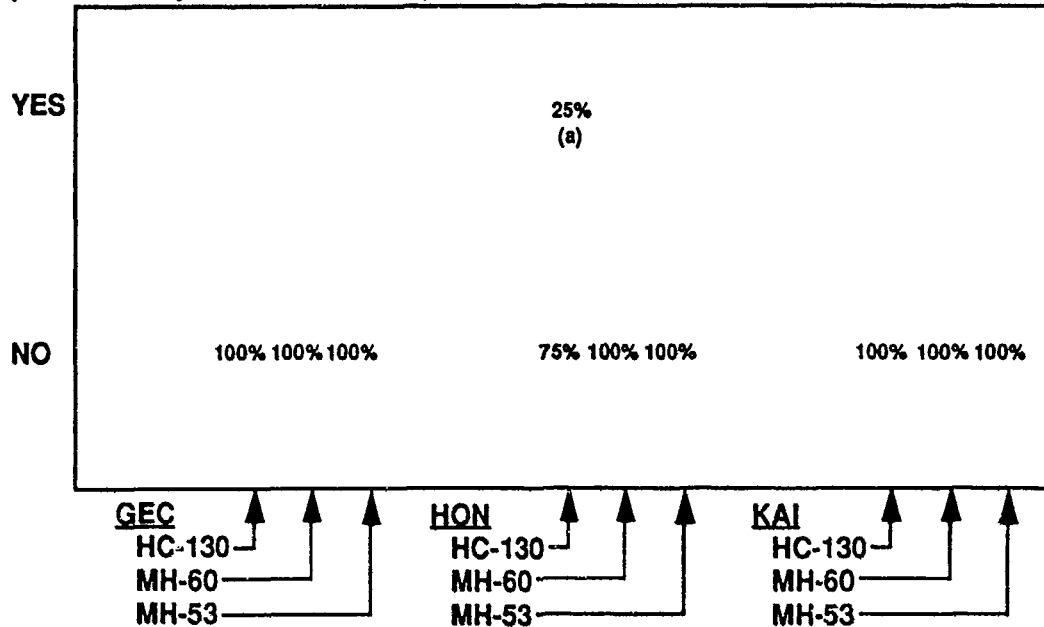 YES
25%
(a)
NO
100% 100% 100%
75% 100% 100%
100% 100% 100%
GEC
HC-130
MH-60
MH-53
HON
HC-130
MH-60
MH-53
KAI
HC-130
MH-60
MH-53